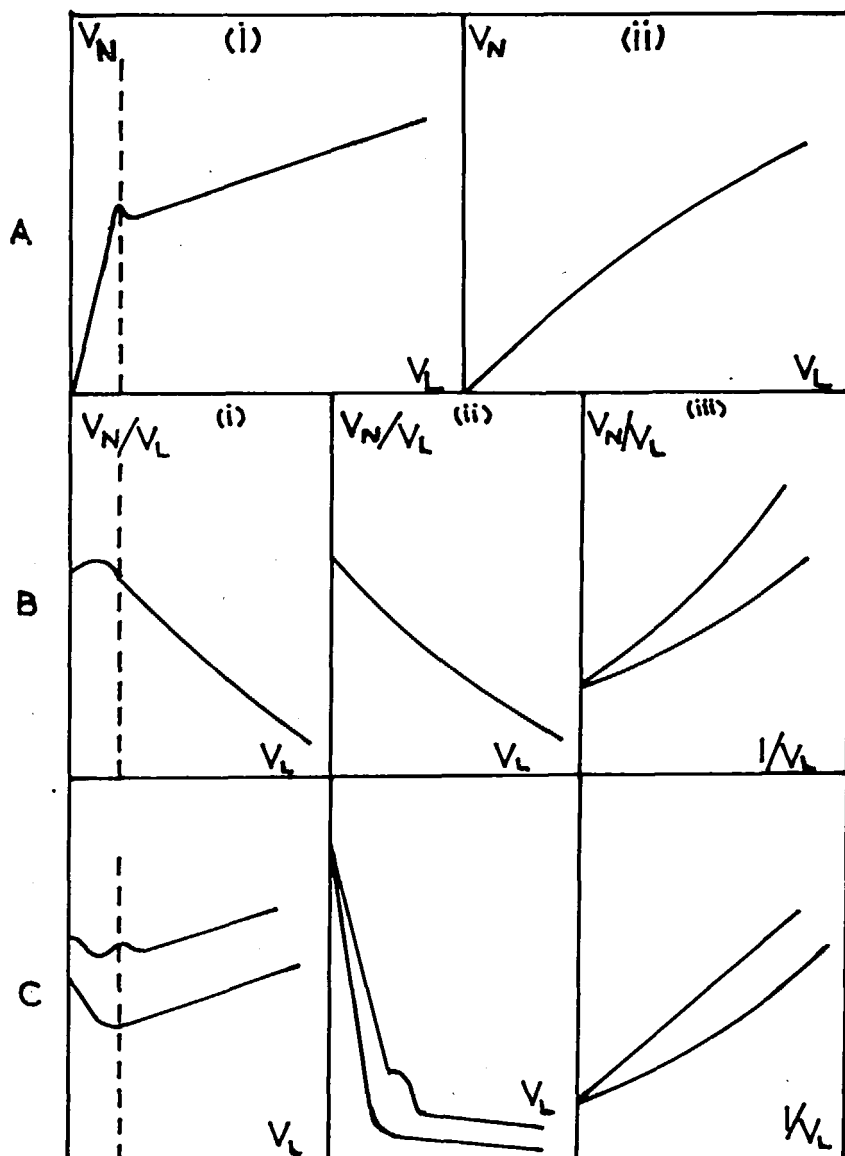 V_N (i) V_N (ii)
A
V_L V_L
V_N/V_L (i) V_N/V_L (ii) V_N/V_L (iii)
B
V_L V_L 1/V_L
C
V_L
V_L 1/V_L